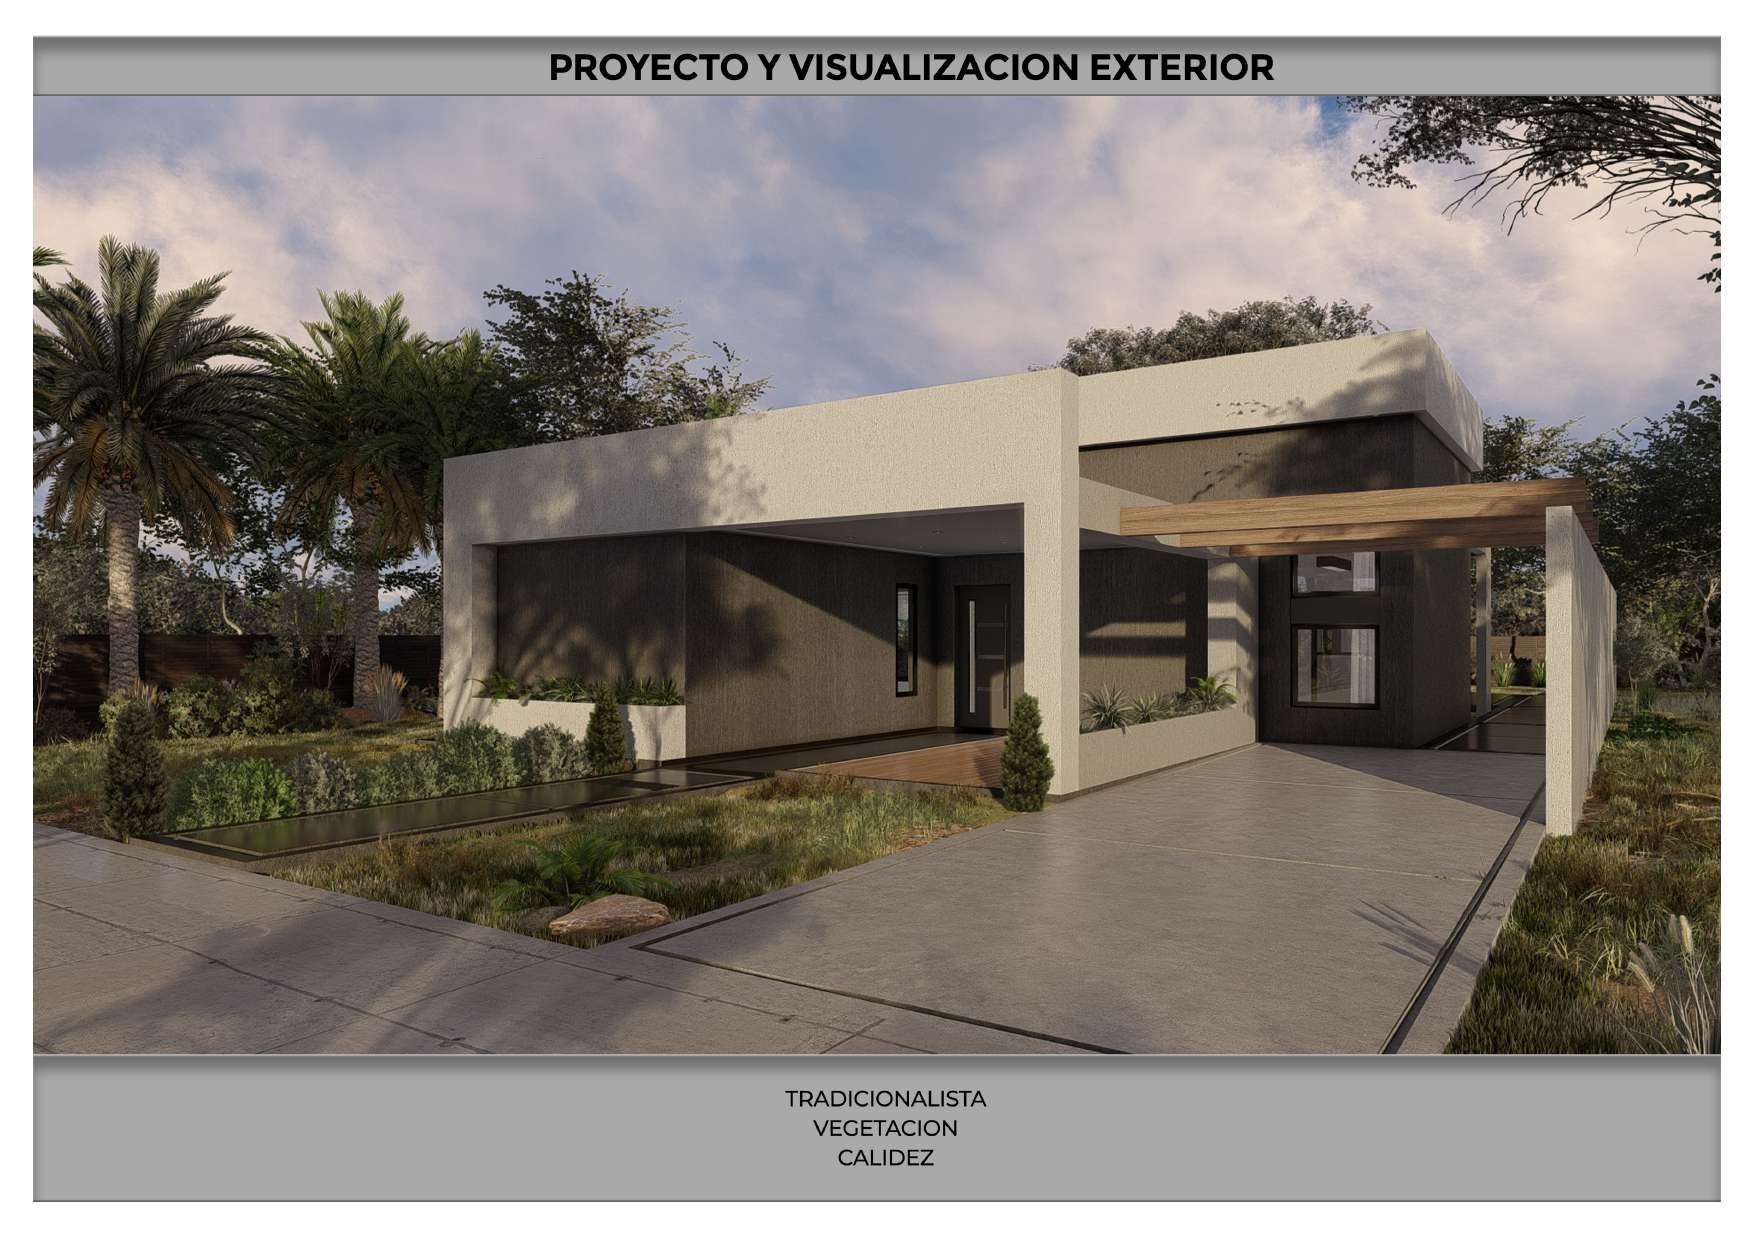 PROYECTO Y VISUALIZACION EXTERIOR
TRADICIONALISTA
VEGETACION
CALIDEZ